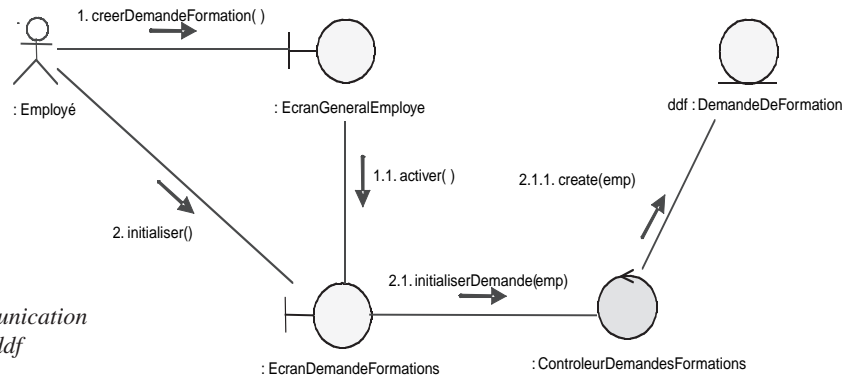 1. creerDemandeFormation( )
: Employé
: EcranGeneralEmploye
ddf : DemandeDeFormation
1.1. activer( )
2.1.1. create(emp)
2. initialiser()
2.1. initialiserDemande(emp)
unication
ddf
: EcranDemandeFormations
: ControleurDemandesFormations